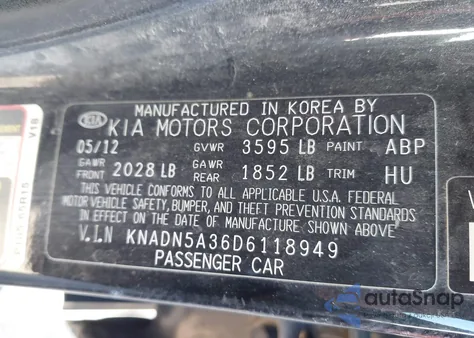 MANUFACTURED IN KOREA BY
KIA KIA MOTORS CORPORATION
05/12 GVWR 3595 LB PAINT ABP
GAWR FRONT 2028 LB GAWR REAR 1852 LB TRIM HU
THIS VEHICLE CONFORMS TO ALL APPLICABLE U.S.A. FEDERAL
MOTOR VEHICLE SAFETY, BUMPER, AND THEFT PREVENTION STANDARDS
IN EFFECT ON THE DATE OF MANUFACTURE SHOWN ABOVE
V.I.N KNADN5A36D6118949
PASSENGER CAR
V18
autoSnap